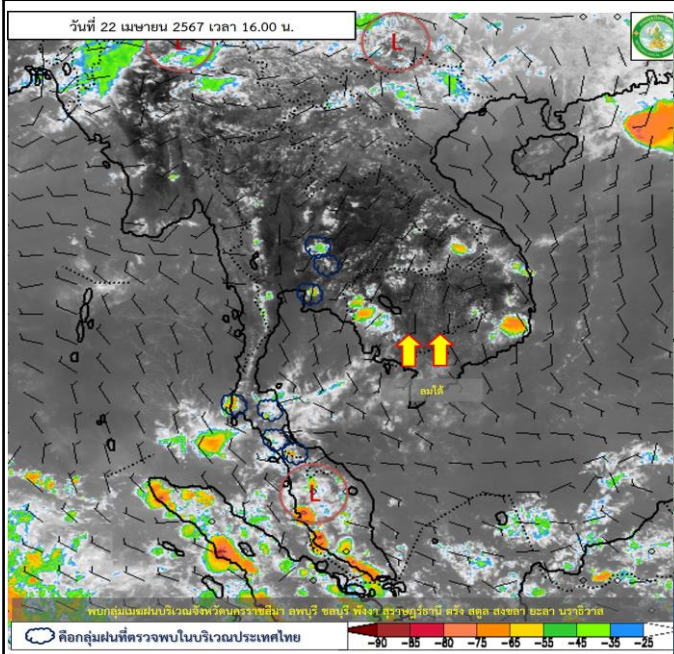 วันที่ 22 เมษายน 2567 เวลา 16.00 น.
L
L
ลมใต้
L
พบกลุ่มเมฆฝนบริเวณจังหวัดนครราชสีมา ลพบุรี ชลบุรี พังงา สุราษฎร์ธานี ตรัง สตูล สงขลา ยะลา นราธิวาส
คือกลุ่มฝนที่ตรวจพบในบริเวณประเทศไทย
-90 -85 -80 -75 -65 -55 -45 -35 -25